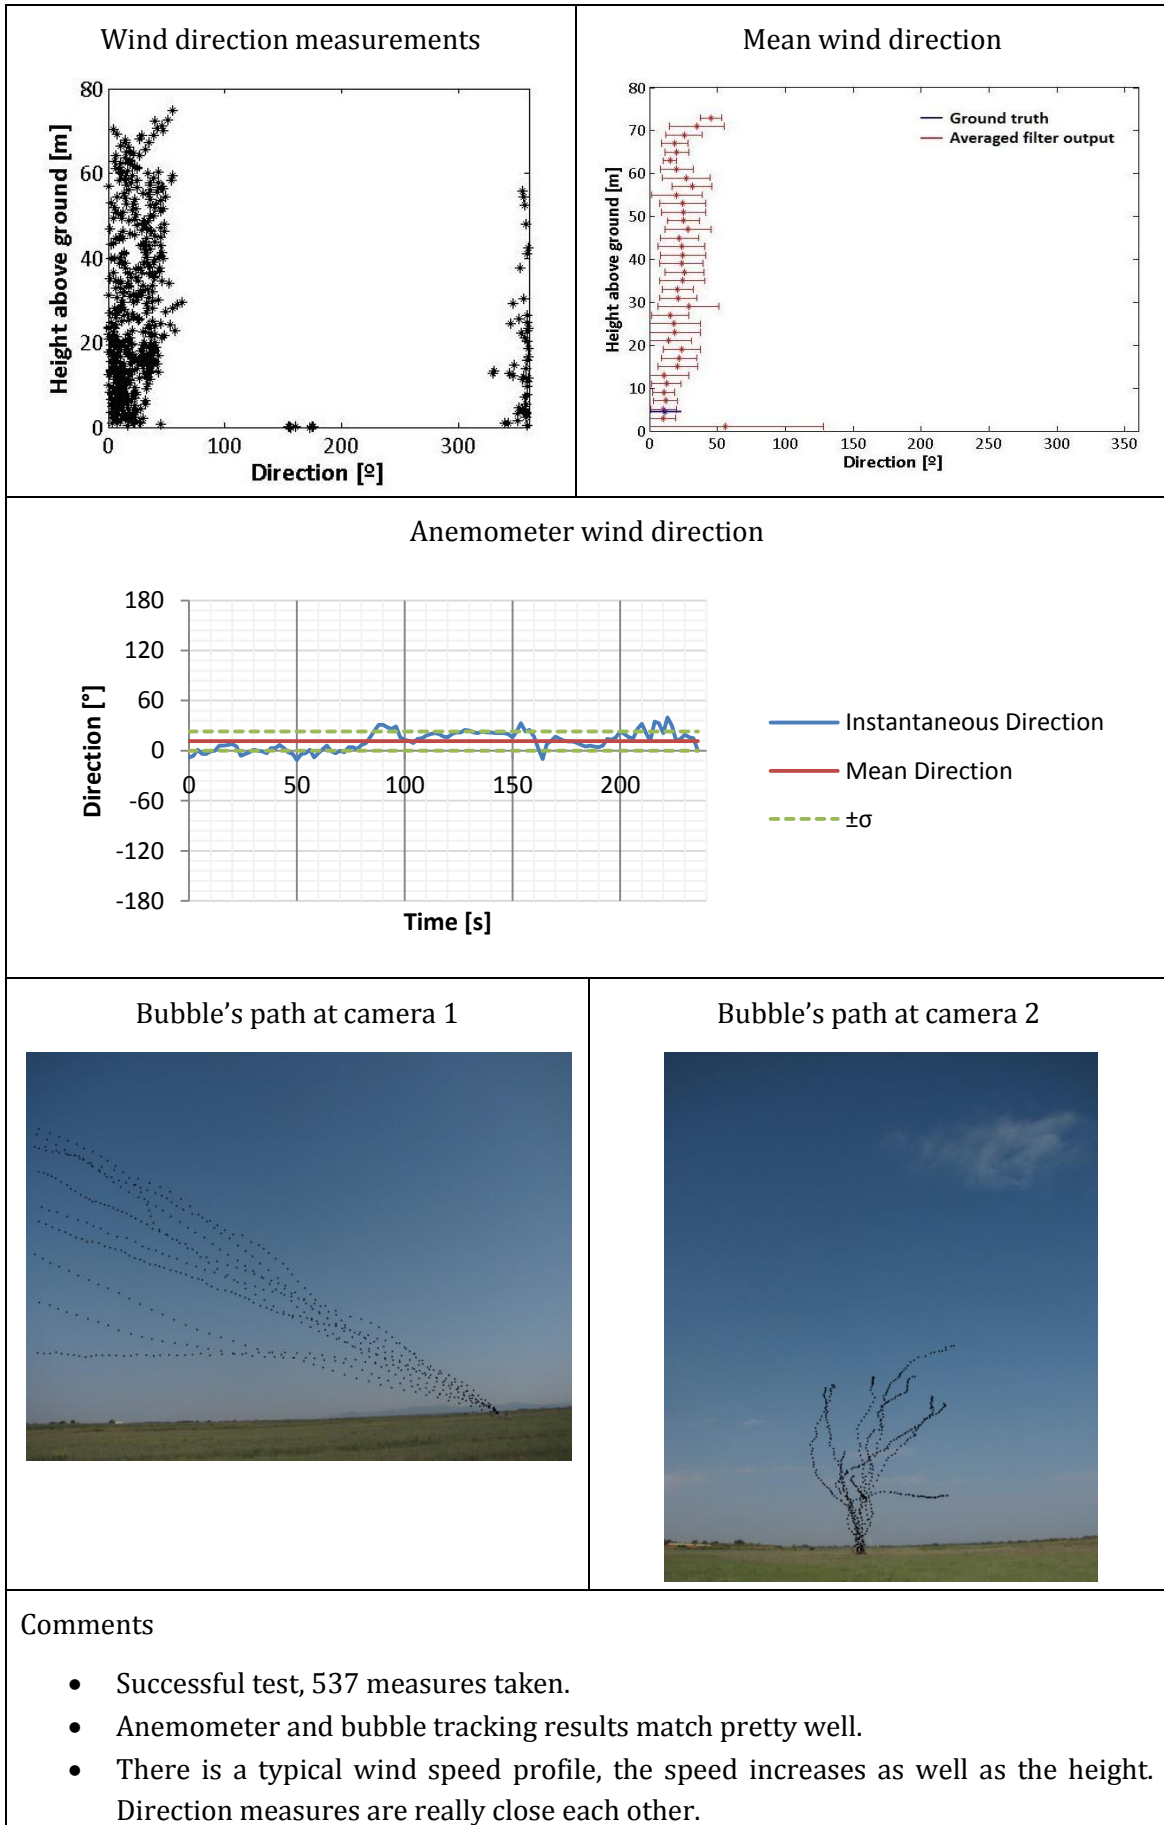 Wind direction measurements
80
60
40
20
0
0 100 200 300
Height above ground [m]
Direction [º]
Mean wind direction
80
70
60
50
40
30
20
10
0
0 50 100 150 200 250 300 350
Height above ground [m]
Direction [º]
Ground truth
Averaged filter output
Anemometer wind direction
180
120
60
0
-60
-120
-180
0 50 100 150 200
Direction [°]
Time [s]
Instantaneous Direction
Mean Direction
±σ
Bubble's path at camera 1
Bubble's path at camera 2
Comments
• Successful test, 537 measures taken.
• Anemometer and bubble tracking results match pretty well.
• There is a typical wind speed profile, the speed increases as well as the height.
Direction measures are really close each other.